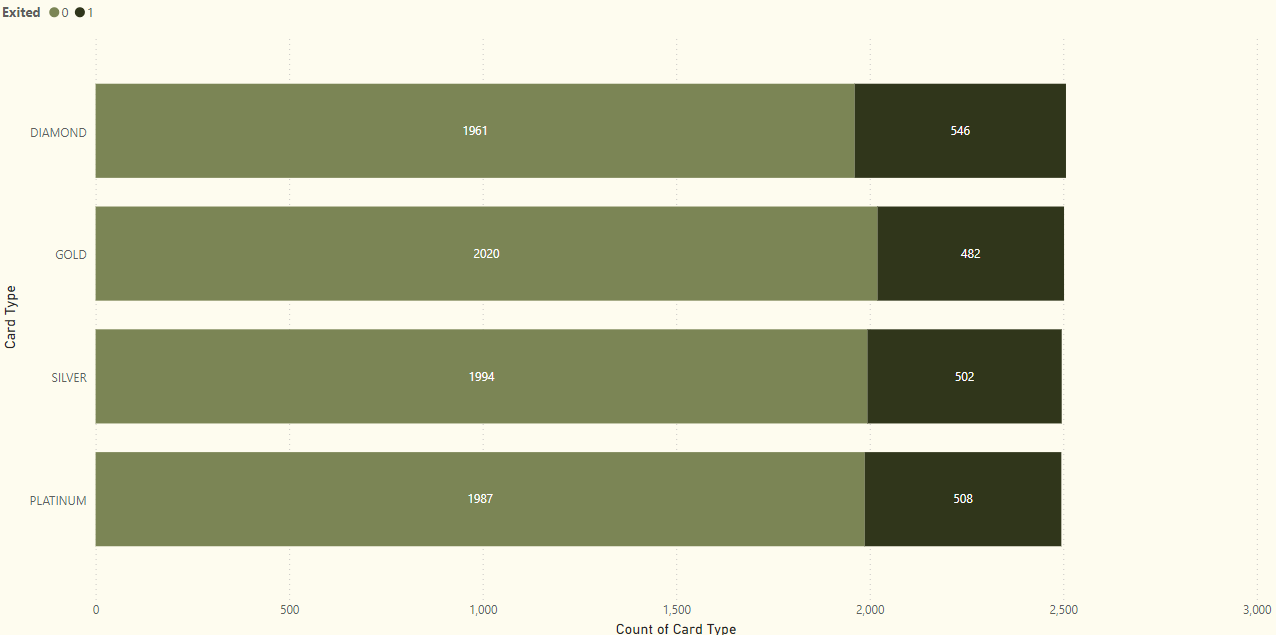 Exited 0 1
DIAMOND 1961 546
GOLD 2020 482
SILVER 1994 502
PLATINUM 1987 508
Card Type
0 500 1,000 1,500 2,000 2,500 3,000
Count of Card Type